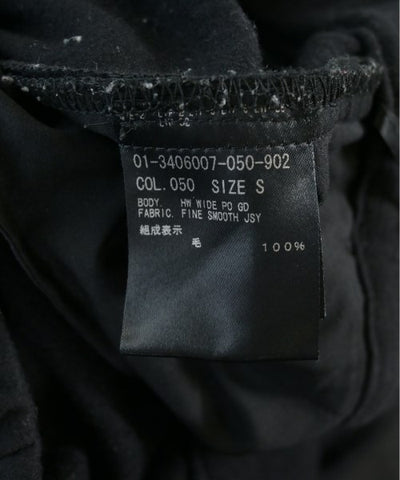 01-3406007-050-902
COL. 050 SIZE S
BODY. HW WIDE PO GD
FABRIC. FINE SMOOTH JSY
組成表示
毛 100%